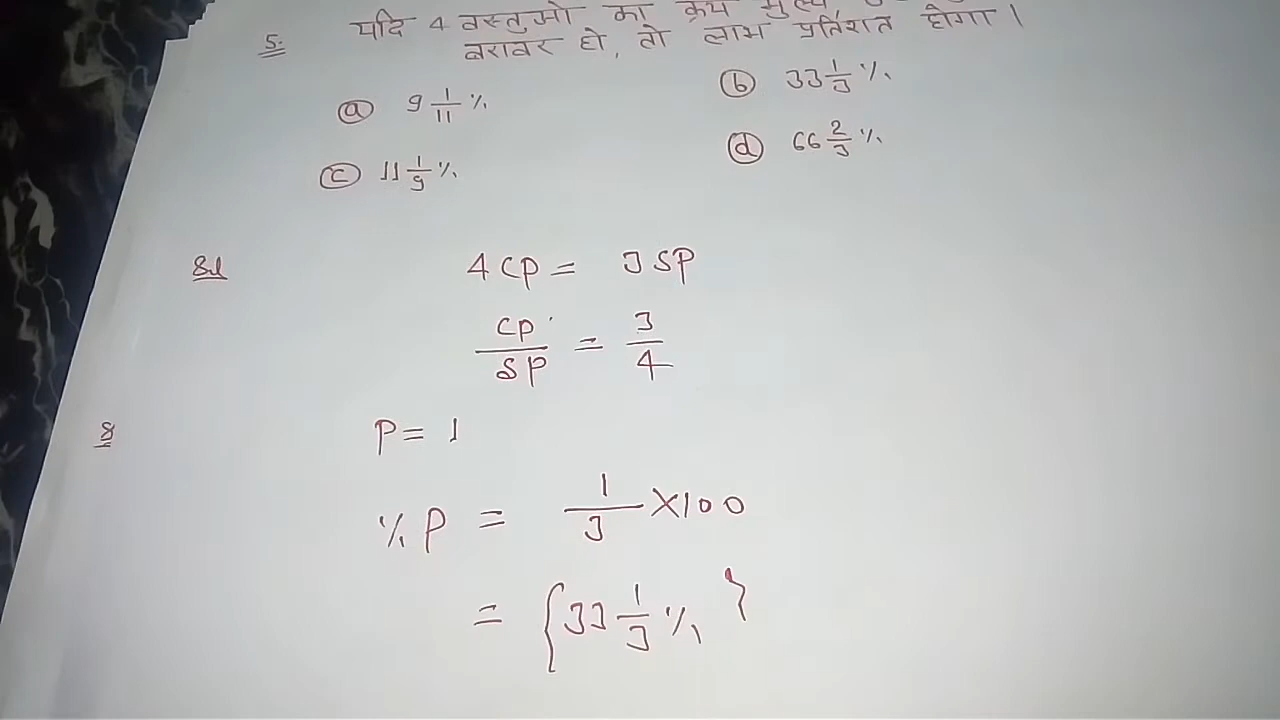 5. यदि 4 वस्तुओ का क्रय मुल्य,
बराबर हो, तो लाभ प्रतिशत होगा।
(a) 9 1/11 % (b) 33 1/3 %
(c) 11 1/9 % (d) 66 2/3 %
Sol 4 CP = 3 SP
CP/SP = 3/4
P = 1
% P = 1/3 × 100
= {33 1/3 %}